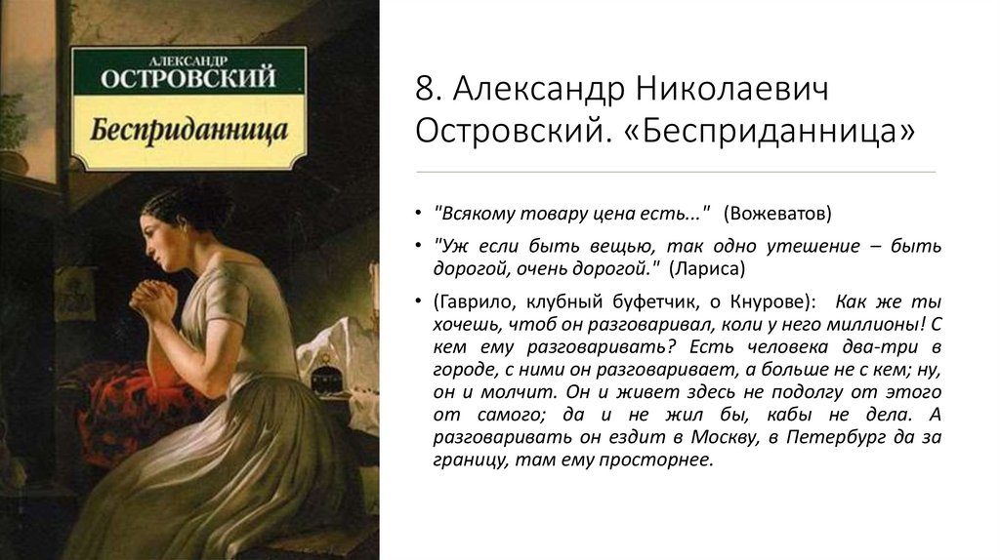 АЛЕКСАНДР
ОСТРОВСКИЙ
Бесприданница
8. Александр Николаевич
Островский. «Бесприданница»
• "Всякому товару цена есть..." (Вожеватов)
• "Уж если быть вещью, так одно утешение – быть
дорогой, очень дорогой." (Лариса)
• (Гаврило, клубный буфетчик, о Кнурове): Как же ты
хочешь, чтоб он разговаривал, коли у него миллионы! С
кем ему разговаривать? Есть человека два-три в
городе, с ними он разговаривает, а больше не с кем; ну,
он и молчит. Он и живет здесь не подолгу от этого
от самого; да и не жил бы, кабы не дела. А
разговаривать он ездит в Москву, в Петербург да за
границу, там ему просторнее.